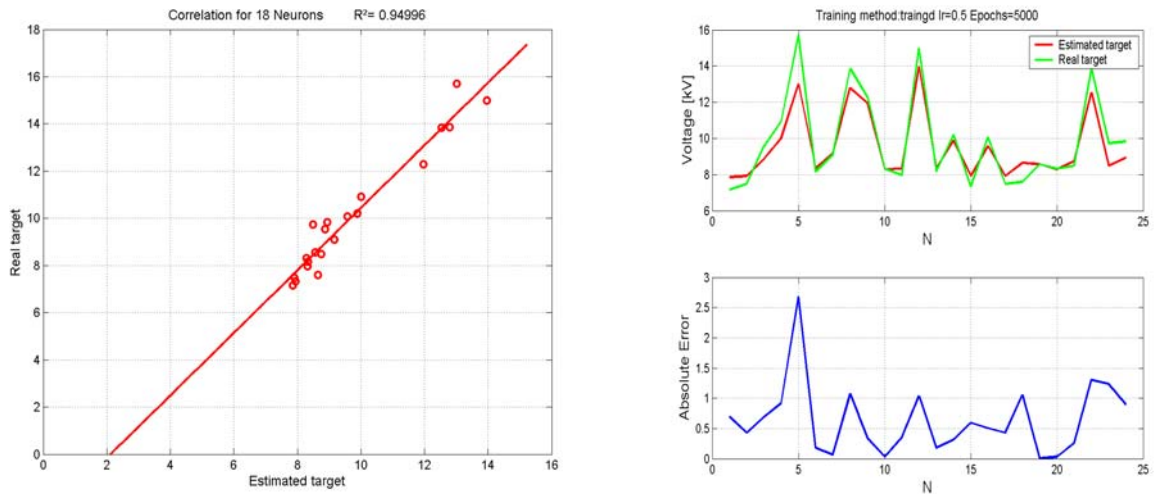 Correlation for 18 Neurons R²= 0.94996
18
16
14
12
10
8
6
4
2
0
Real target
0 2 4 6 8 10 12 14 16
Estimated target
Training method:traingd lr=0.5 Epochs=5000
16
14
12
10
8
6
Voltage [kV]
Estimated target
Real target
0 5 10 15 20 25
N
3
2.5
2
1.5
1
0.5
0
Absolute Error
0 5 10 15 20 25
N